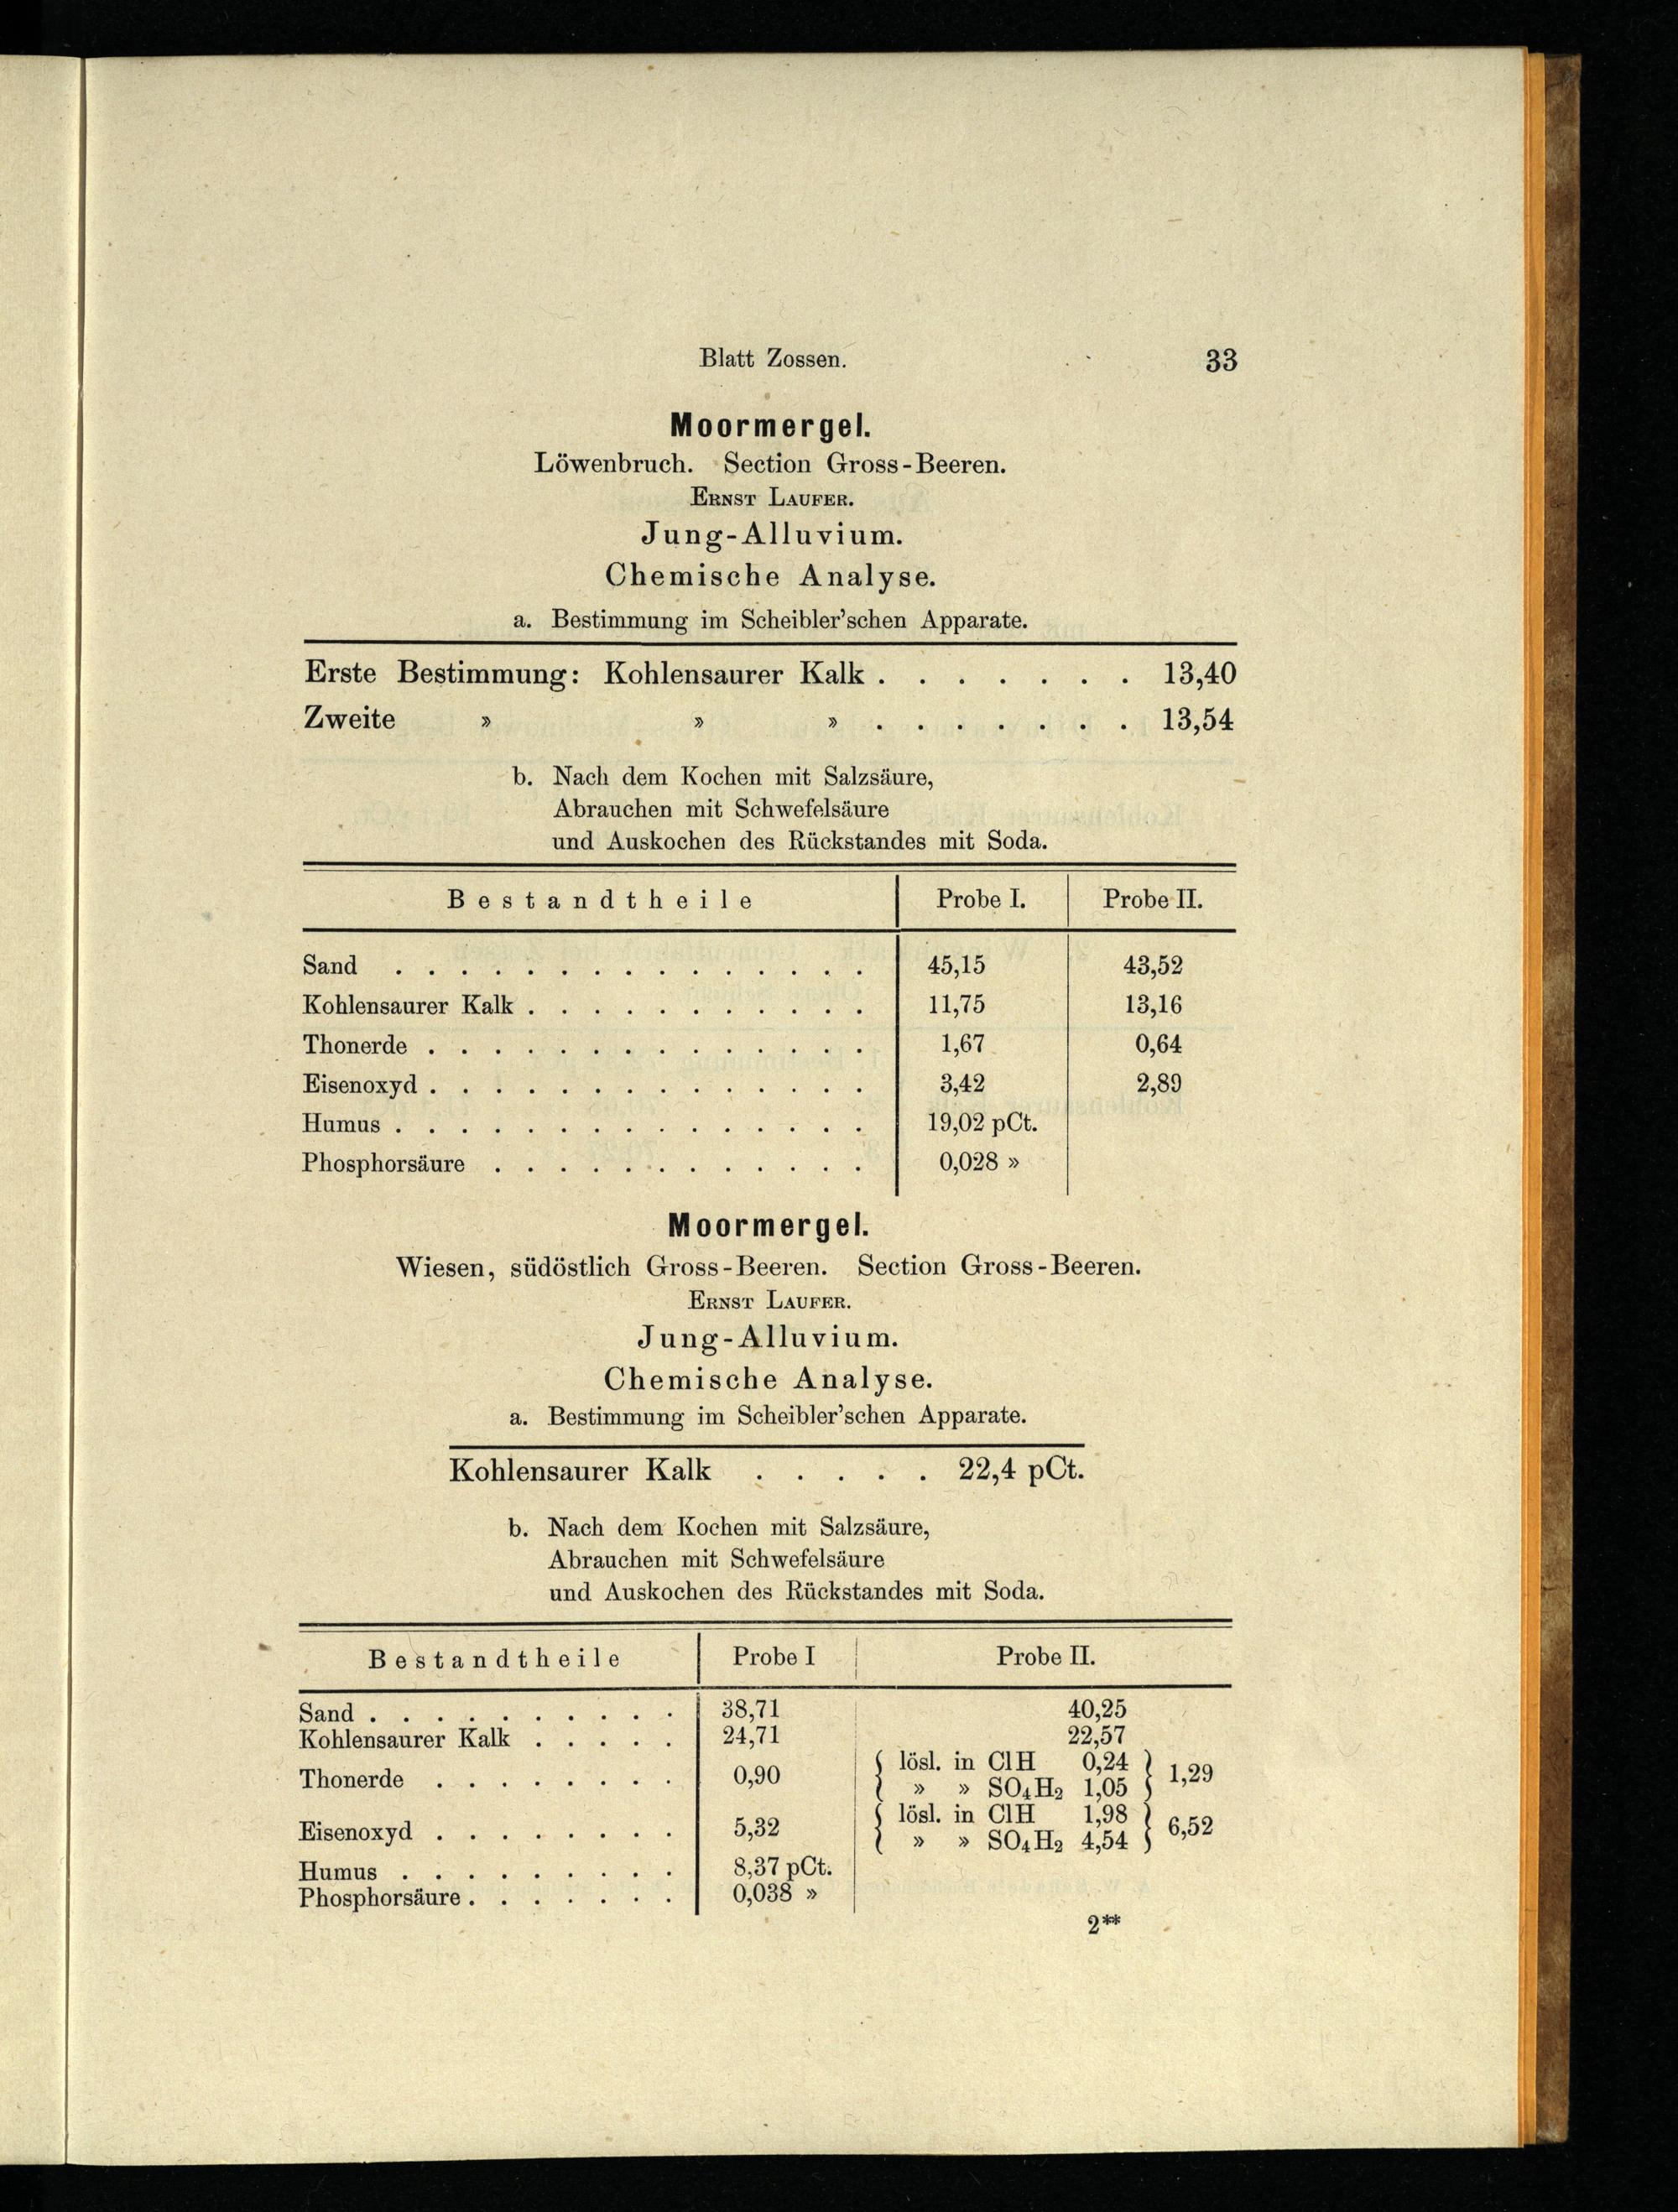 Blatt Zossen. 33
Moormergel.
Löwenbruch. Section Gross-Beeren.
Ernst Laufer.
Jung-Alluvium.
Chemische Analyse.
a. Bestimmung im Scheibler'schen Apparate.
Erste Bestimmung: Kohlensaurer Kalk . . . . . . . 13,40
Zweite » » » . . . . . . . 13,54
b. Nach dem Kochen mit Salzsäure,
Abrauchen mit Schwefelsäure
und Auskochen des Rückstandes mit Soda.
Bestandtheile Probe I. Probe II.
Sand . . . . . . . . . . . . . . . 45,15 43,52
Kohlensaurer Kalk . . . . . . . . . . . 11,75 13,16
Thonerde . . . . . . . . . . . . . . 1,67 0,64
Eisenoxyd . . . . . . . . . . . . . . 3,42 2,89
Humus . . . . . . . . . . . . . . . 19,02 pCt.
Phosphorsäure . . . . . . . . . . . . 0,028 »
Moormergel.
Wiesen, südöstlich Gross-Beeren. Section Gross-Beeren.
Ernst Laufer.
Jung-Alluvium.
Chemische Analyse.
a. Bestimmung im Scheibler'schen Apparate.
Kohlensaurer Kalk . . . . . 22,4 pCt.
b. Nach dem Kochen mit Salzsäure,
Abrauchen mit Schwefelsäure
und Auskochen des Rückstandes mit Soda.
Bestandtheile Probe I Probe II.
Sand . . . . . . . . . . 38,71 40,25
Kohlensaurer Kalk . . . . . 24,71 22,57
Thonerde . . . . . . . . 0,90 { lösl. in ClH 0,24 } 1,29
{ » » SO₄H₂ 1,05 }
Eisenoxyd . . . . . . . . 5,32 { lösl. in ClH 1,98 } 6,52
{ » » SO₄H₂ 4,54 }
Humus . . . . . . . . . 8,37 pCt.
Phosphorsäure . . . . . . . 0,038 »
2**